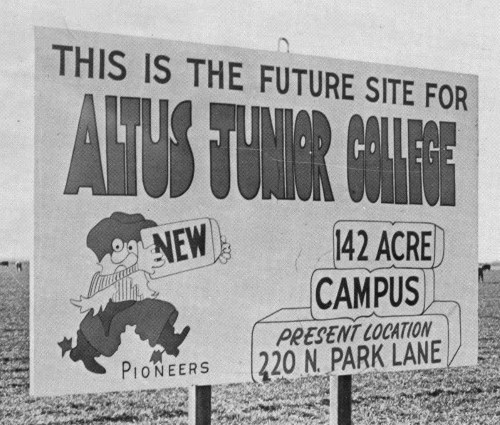 THIS IS THE FUTURE SITE FOR
ALTUS JUNIOR COLLEGE
NEW
142 ACRE
CAMPUS
PRESENT LOCATION
220 N. PARK LANE
PIONEERS